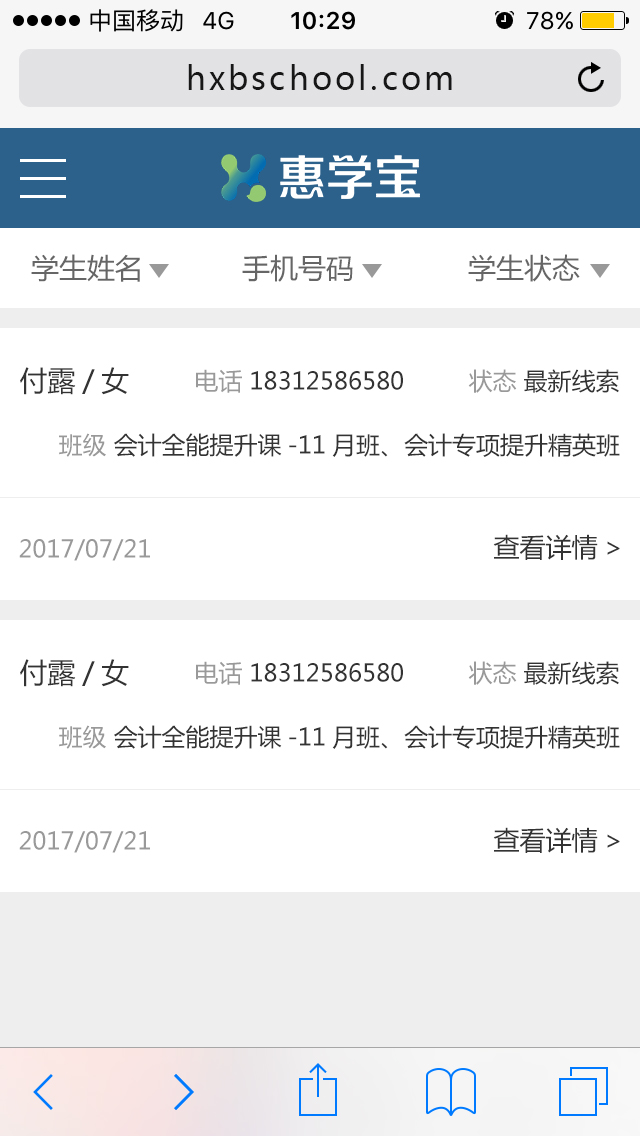 中国移动 4G 10:29 78%
hxbschool.com
惠学宝
学生姓名 手机号码 学生状态
付露 / 女 电话 18312586580 状态 最新线索
班级 会计全能提升课 -11 月班、会计专项提升精英班
2017/07/21 查看详情 >
付露 / 女 电话 18312586580 状态 最新线索
班级 会计全能提升课 -11 月班、会计专项提升精英班
2017/07/21 查看详情 >